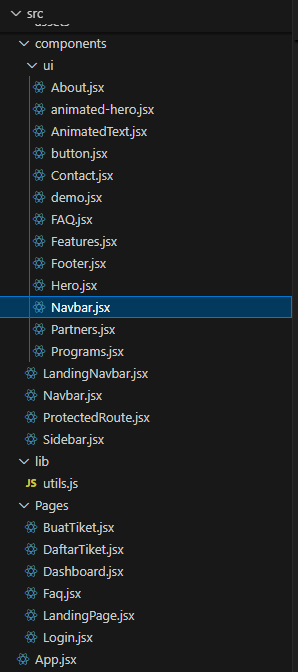 src
assets
components
ui
About.jsx
animated-hero.jsx
AnimatedText.jsx
button.jsx
Contact.jsx
demo.jsx
FAQ.jsx
Features.jsx
Footer.jsx
Hero.jsx
Navbar.jsx
Partners.jsx
Programs.jsx
LandingNavbar.jsx
Navbar.jsx
ProtectedRoute.jsx
Sidebar.jsx
lib
JS utils.js
Pages
BuatTiket.jsx
DaftarTiket.jsx
Dashboard.jsx
Faq.jsx
LandingPage.jsx
Login.jsx
App.jsx